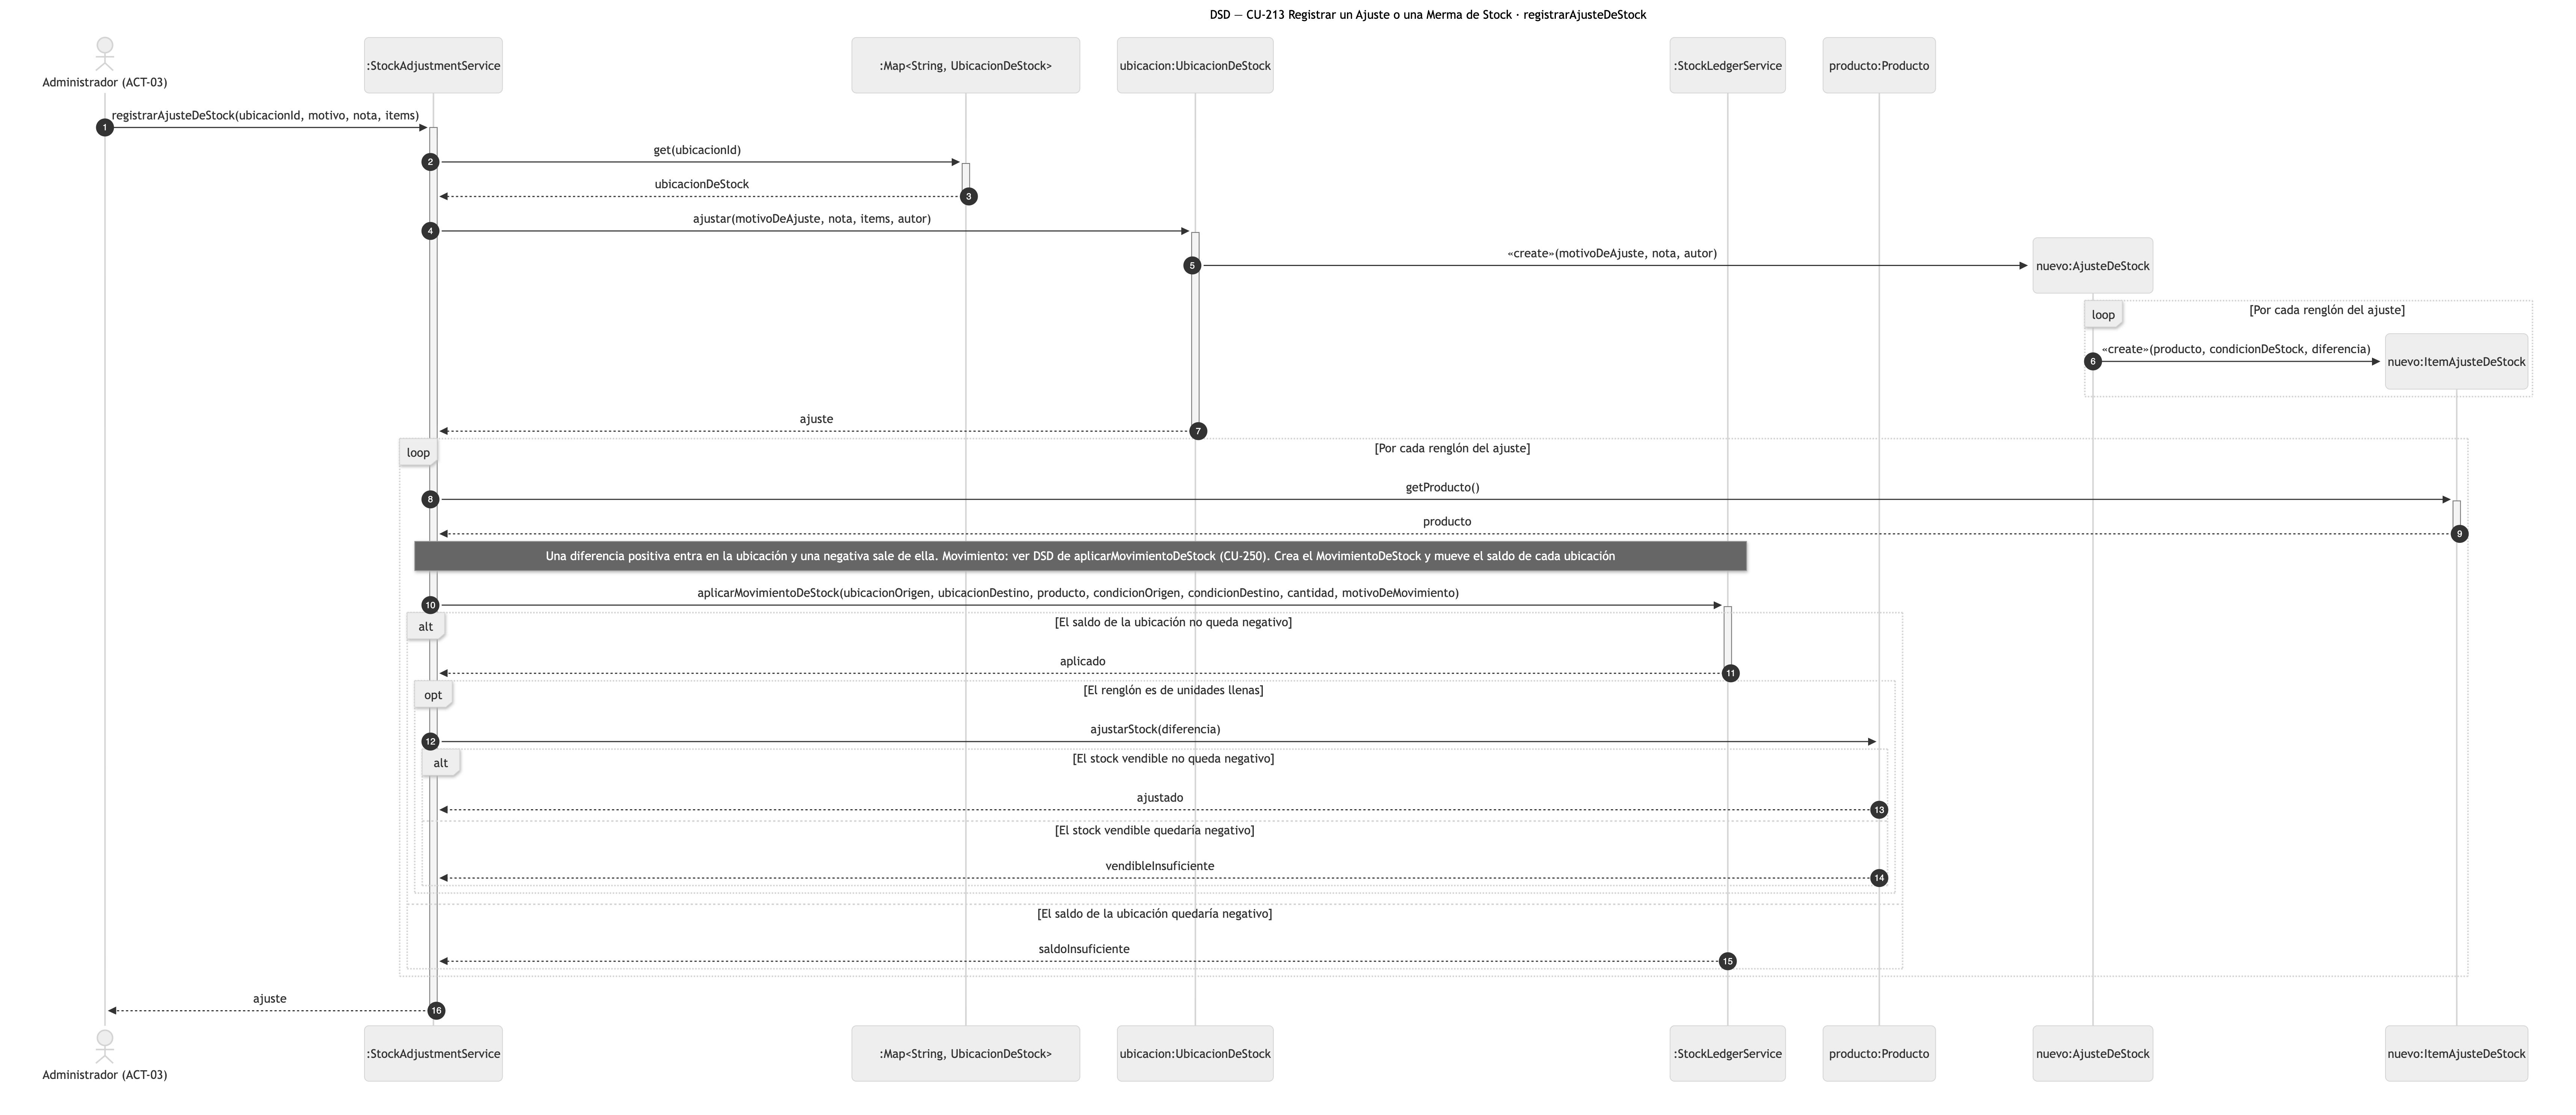 DSD — CU-213 Registrar un Ajuste o una Merma de Stock · registrarAjusteDeStock
Administrador (ACT-03)
:StockAdjustmentService
:Map<String, UbicacionDeStock>
ubicacion:UbicacionDeStock
:StockLedgerService
producto:Producto
1
registrarAjusteDeStock(ubicacionId, motivo, nota, items)
2
get(ubicacionId)
3
ubicacionDeStock
4
ajustar(motivoDeAjuste, nota, items, autor)
5
«create»(motivoDeAjuste, nota, autor)
nuevo:AjusteDeStock
loop
[Por cada renglón del ajuste]
6
«create»(producto, condicionDeStock, diferencia)
nuevo:ItemAjusteDeStock
7
ajuste
loop
[Por cada renglón del ajuste]
8
getProducto()
9
producto
Una diferencia positiva entra en la ubicación y una negativa sale de ella. Movimiento: ver DSD de aplicarMovimientoDeStock (CU-250). Crea el MovimientoDeStock y mueve el saldo de cada ubicación
10
aplicarMovimientoDeStock(ubicacionOrigen, ubicacionDestino, producto, condicionOrigen, condicionDestino, cantidad, motivoDeMovimiento)
alt
[El saldo de la ubicación no queda negativo]
11
aplicado
opt
[El renglón es de unidades llenas]
12
ajustarStock(diferencia)
alt
[El stock vendible no queda negativo]
13
ajustado
[El stock vendible quedaría negativo]
14
vendibleInsuficiente
[El saldo de la ubicación quedaría negativo]
15
saldoInsuficiente
16
ajuste
Administrador (ACT-03)
:StockAdjustmentService
:Map<String, UbicacionDeStock>
ubicacion:UbicacionDeStock
:StockLedgerService
producto:Producto
nuevo:AjusteDeStock
nuevo:ItemAjusteDeStock